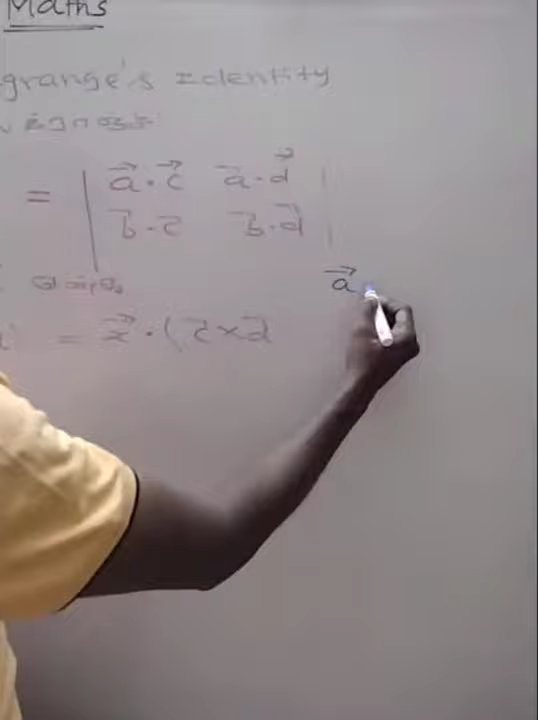 Maths
grange's Identity
= | a⃗ · c⃗ a⃗ · d⃗ |
| b⃗ · c⃗ b⃗ · d⃗ |
a⃗
= x⃗ · ( c⃗ × d⃗